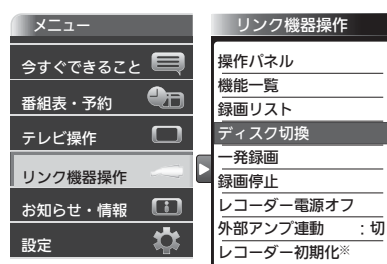 メニュー
今すぐできること
番組表・予約
テレビ操作
リンク機器操作
お知らせ・情報
設定
リンク機器操作
操作パネル
機能一覧
録画リスト
ディスク切換
一発録画
録画停止
レコーダー電源オフ
外部アンプ連動 ：切
レコーダー初期化※